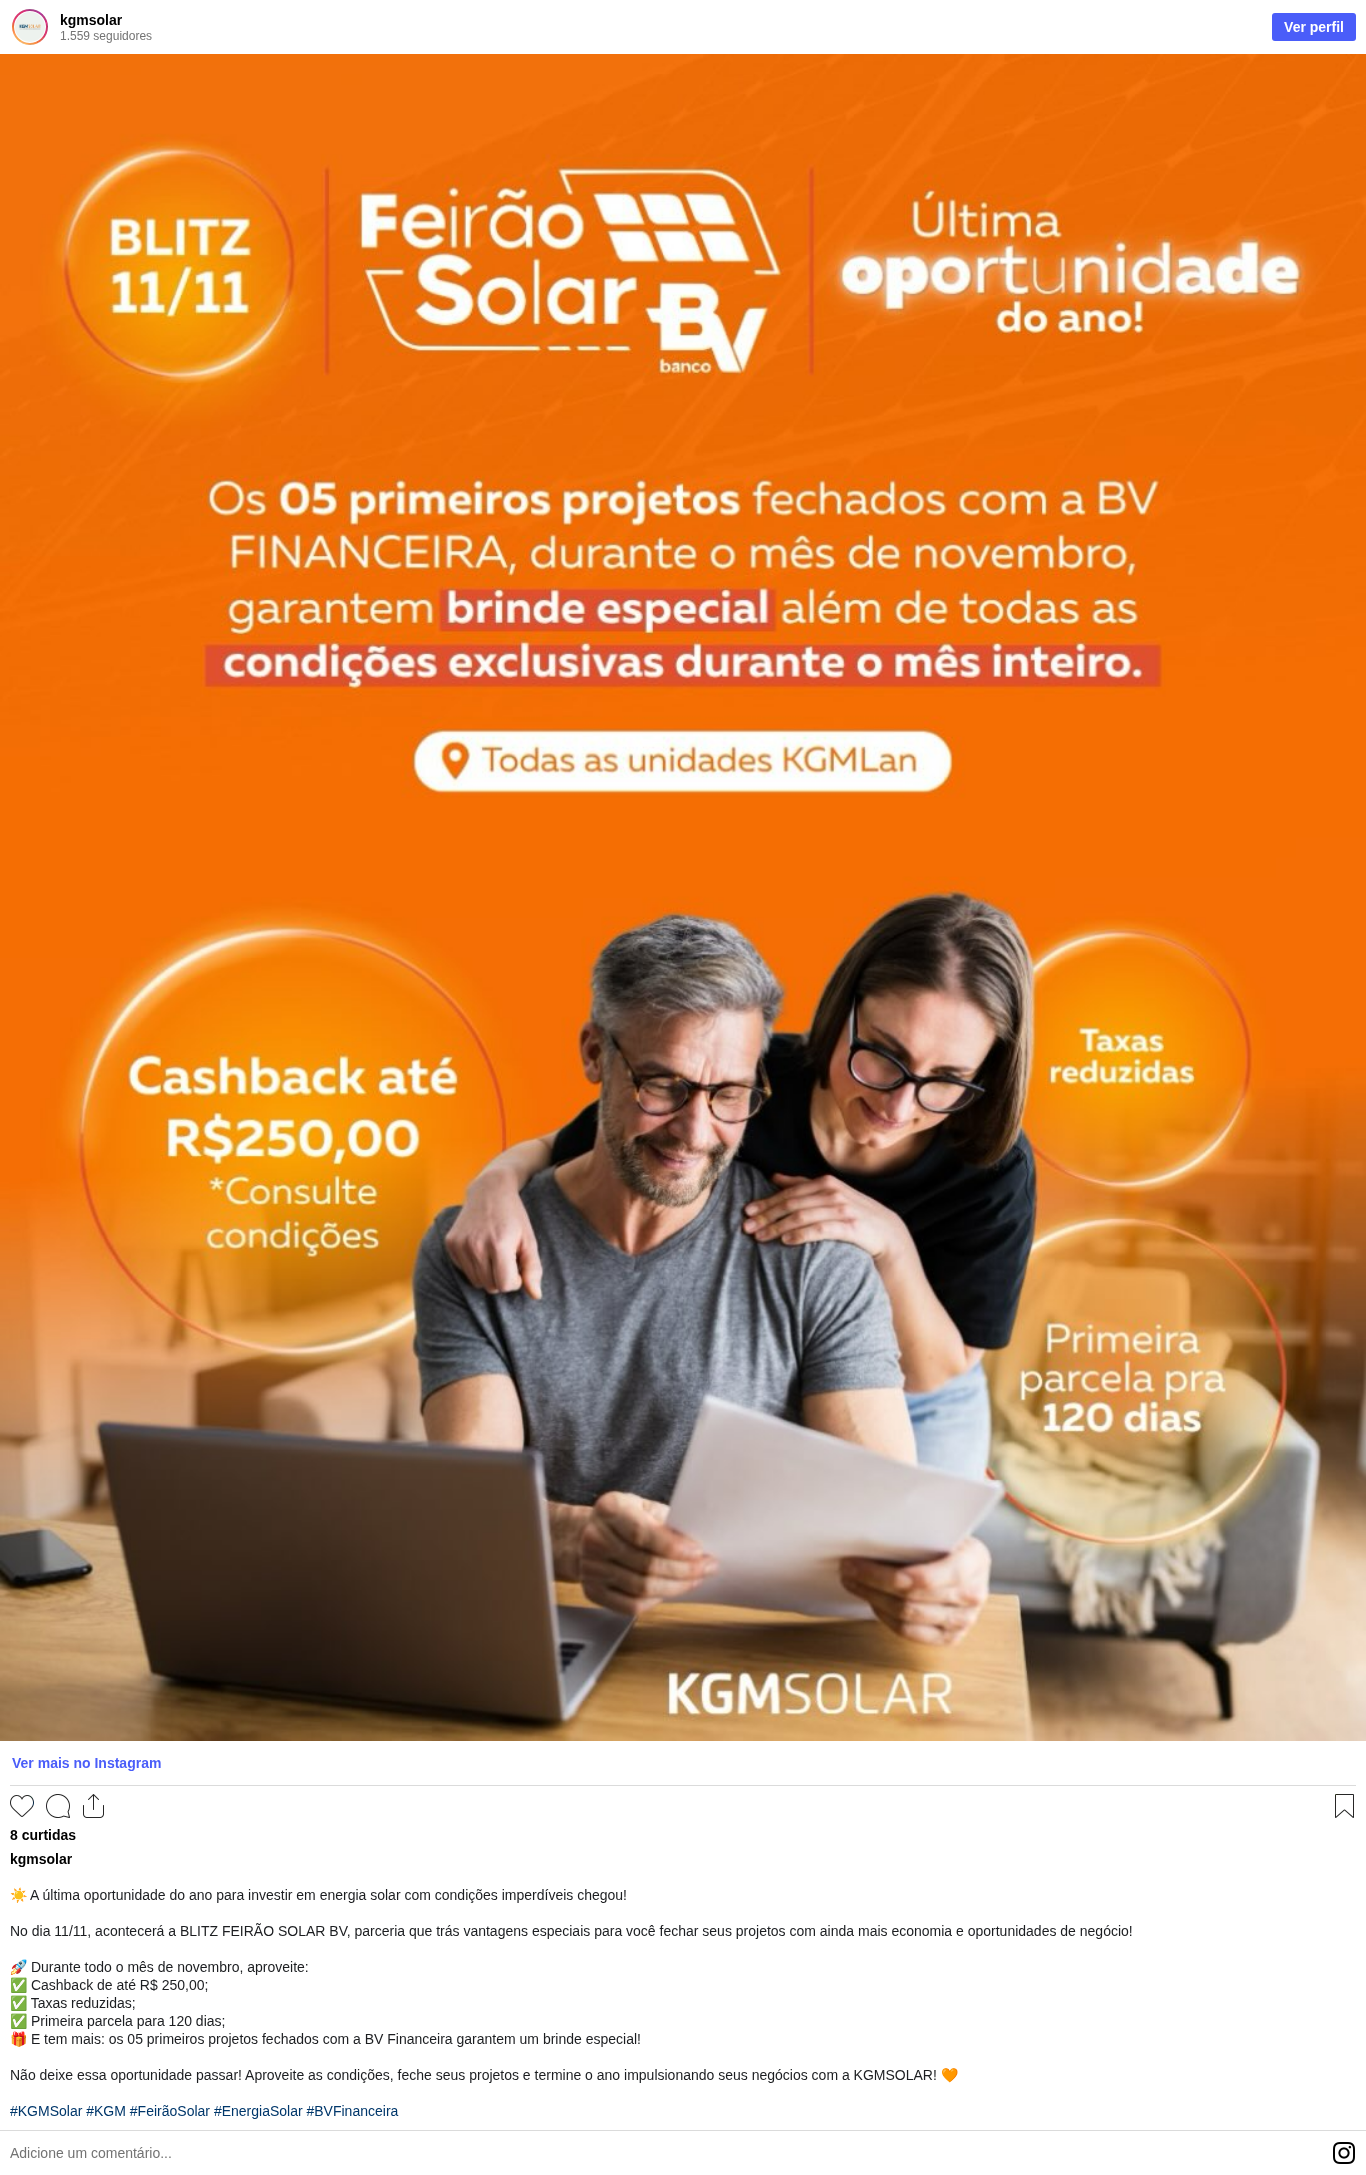 kgmsolar
1.559 seguidores
Ver perfil
BLITZ
11/11
Feirão
Solar
BV
banco
Última
oportunidade
do ano!
Os 05 primeiros projetos fechados com a BV
FINANCEIRA, durante o mês de novembro,
garantem brinde especial além de todas as
condições exclusivas durante o mês inteiro.
Todas as unidades KGMLan
Cashback até
R$250,00
*Consulte
condições
Taxas
reduzidas
Primeira
parcela pra
120 dias
KGMSOLAR
Ver mais no Instagram
8 curtidas
kgmsolar
☀️ A última oportunidade do ano para investir em energia solar com condições imperdíveis chegou!
No dia 11/11, acontecerá a BLITZ FEIRÃO SOLAR BV, parceria que trás vantagens especiais para você fechar seus projetos com ainda mais economia e oportunidades de negócio!
🚀 Durante todo o mês de novembro, aproveite:
✅ Cashback de até R$ 250,00;
✅ Taxas reduzidas;
✅ Primeira parcela para 120 dias;
🎁 E tem mais: os 05 primeiros projetos fechados com a BV Financeira garantem um brinde especial!
Não deixe essa oportunidade passar! Aproveite as condições, feche seus projetos e termine o ano impulsionando seus negócios com a KGMSOLAR! 🧡
#KGMSolar #KGM #FeirãoSolar #EnergiaSolar #BVFinanceira
Adicione um comentário...